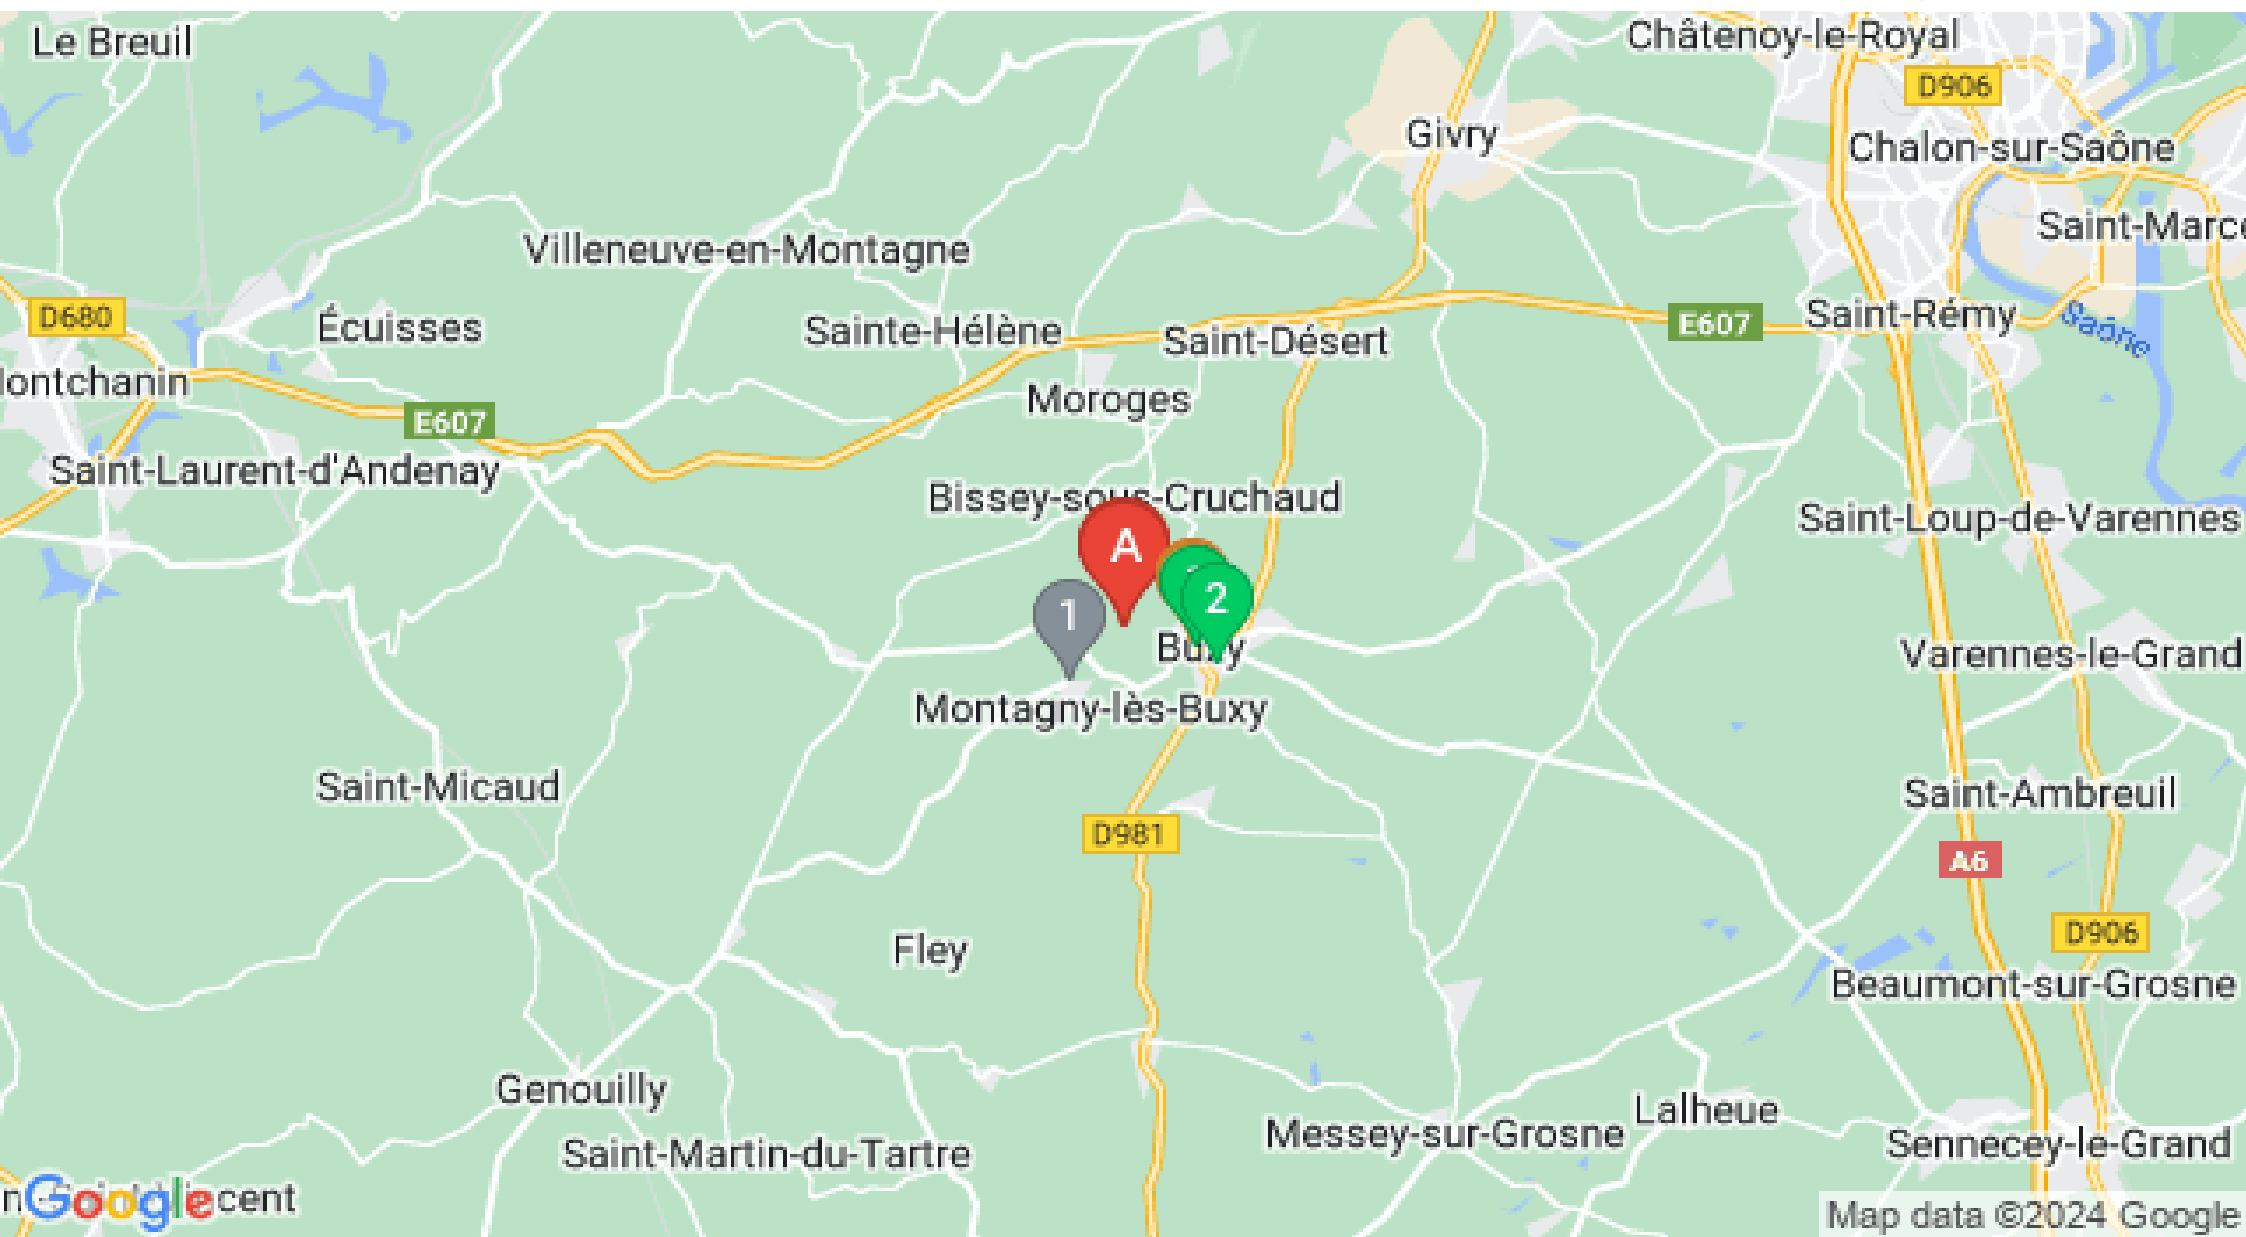 Le Breuil
Châtenoy-le-Royal
D906
Givry
Chalon-sur-Saône
Saint-Marce
Villeneuve-en-Montagne
D680
Écuisses
Sainte-Hélène
Saint-Désert
E607
Saint-Rémy
Saône
Montchanin
Moroges
E607
Saint-Laurent-d'Andenay
Bissey-sous-Cruchaud
Saint-Loup-de-Varennes
A
1
2
Buxy
Varennes-le-Grand
Montagny-lès-Buxy
Saint-Micaud
Saint-Ambreuil
D981
A6
Fley
D906
Beaumont-sur-Grosne
Genouilly
Lalheue
Messey-sur-Grosne
Sennecey-le-Grand
Saint-Martin-du-Tartre
Google
cent
Map data ©2024 Google